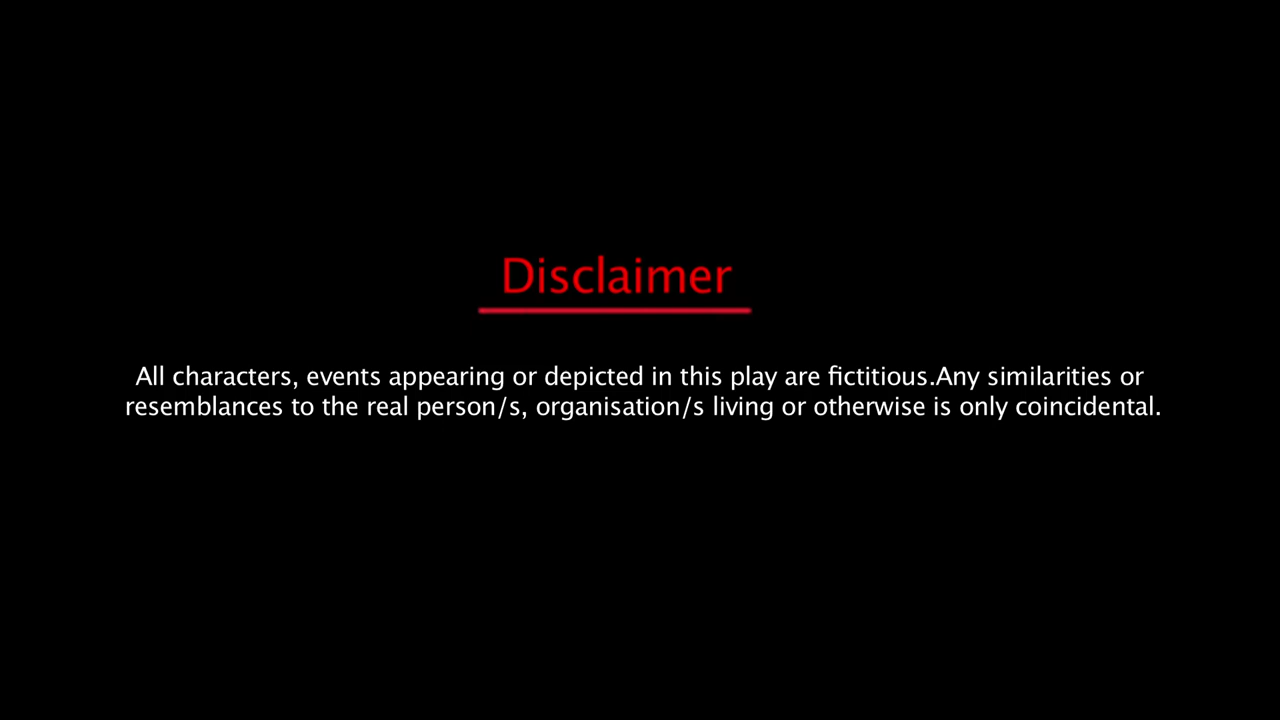 Disclaimer
All characters, events appearing or depicted in this play are fictitious.Any similarities or
resemblances to the real person/s, organisation/s living or otherwise is only coincidental.